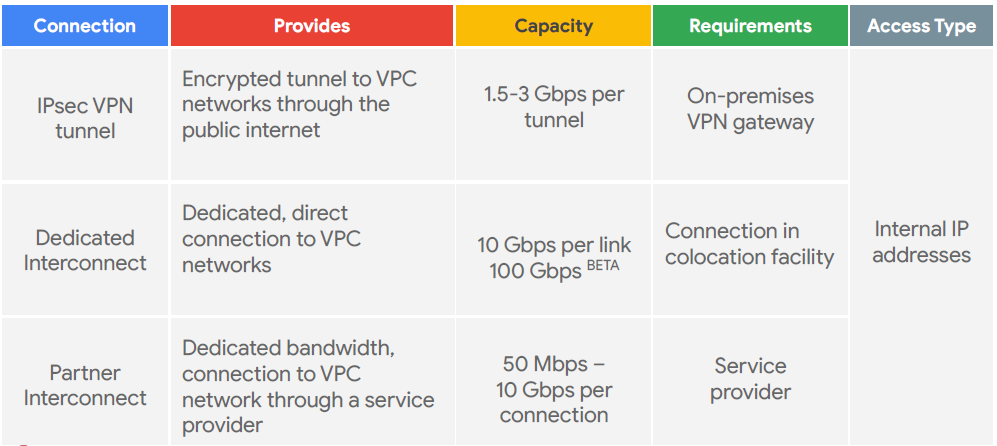 Connection
Provides
Capacity
Requirements
Access Type
IPsec VPN
tunnel
Encrypted tunnel to VPC
networks through the
public internet
1.5-3 Gbps per
tunnel
On-premises
VPN gateway
Dedicated
Interconnect
Dedicated, direct
connection to VPC
networks
10 Gbps per link
100 Gbps BETA
Connection in
colocation facility
Internal IP
addresses
Partner
Interconnect
Dedicated bandwidth,
connection to VPC
network through a service
provider
50 Mbps –
10 Gbps per
connection
Service
provider